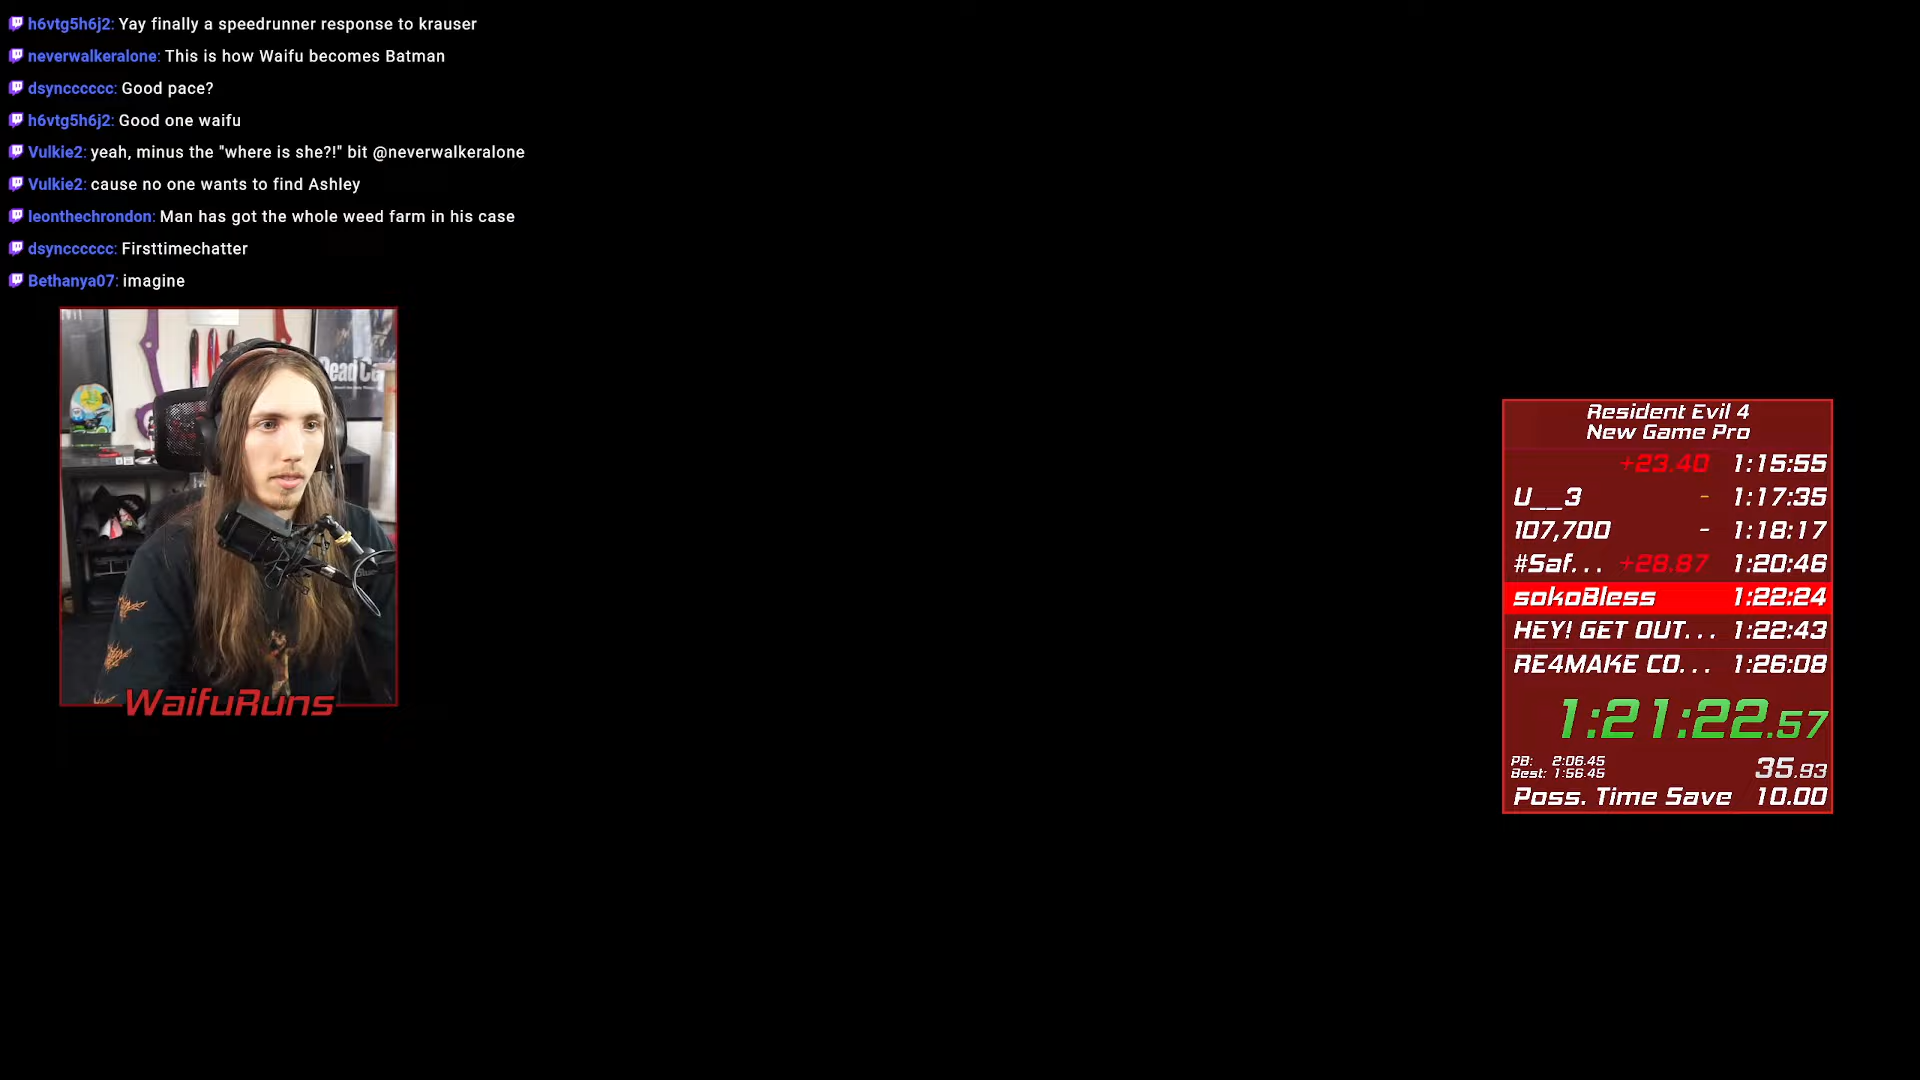 h6vtg5h6j2: Yay finally a speedrunner response to krauser
neverwalkeralone: This is how Waifu becomes Batman
dsyncccccc: Good pace?
h6vtg5h6j2: Good one waifu
Vulkie2: yeah, minus the "where is she?!" bit @neverwalkeralone
Vulkie2: cause no one wants to find Ashley
leonthechrondon: Man has got the whole weed farm in his case
dsyncccccc: Firsttimechatter
Bethanya07: imagine
WaifuRuns
Resident Evil 4
New Game Pro
+23.40 1:15:55
U__3 - 1:17:35
107,700 - 1:18:17
#Saf... +28.87 1:20:46
sokoBless 1:22:24
HEY! GET OUT... 1:22:43
RE4MAKE CO... 1:26:08
1:21:22.57
PB: 2:06.45
Best: 1:56.45
35.93
Poss. Time Save 10.00